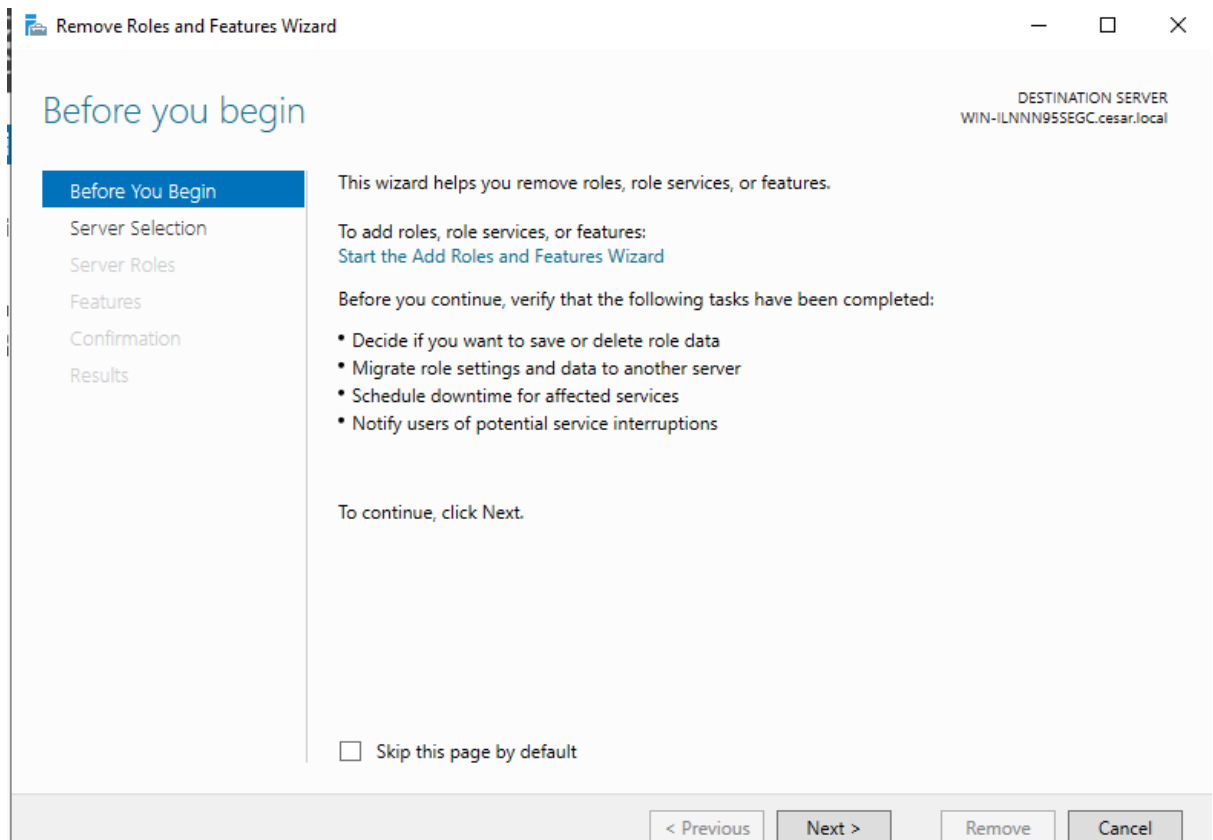 Remove Roles and Features Wizard
Before you begin
DESTINATION SERVER
WIN-ILNNN95SEGC.cesar.local
Before You Begin
Server Selection
Server Roles
Features
Confirmation
Results
This wizard helps you remove roles, role services, or features.
To add roles, role services, or features:
Start the Add Roles and Features Wizard
Before you continue, verify that the following tasks have been completed:
• Decide if you want to save or delete role data
• Migrate role settings and data to another server
• Schedule downtime for affected services
• Notify users of potential service interruptions
To continue, click Next.
Skip this page by default
< Previous
Next >
Remove
Cancel